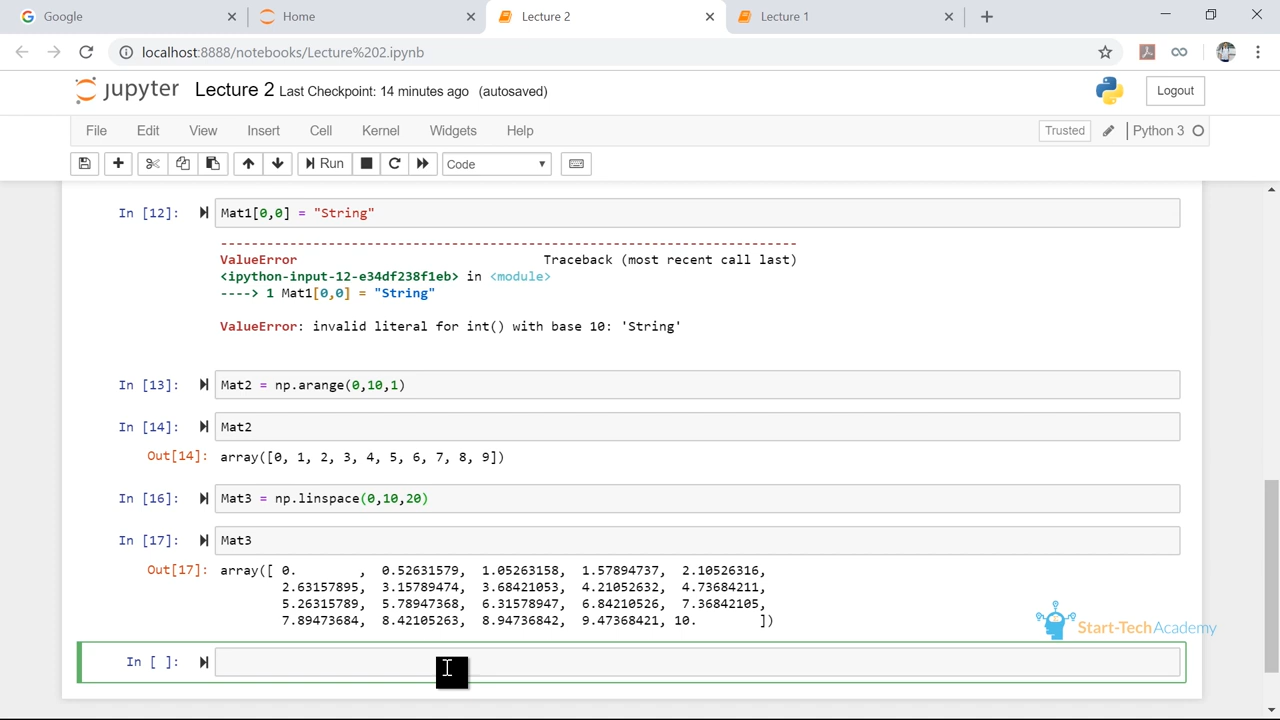 Google
Home
Lecture 2
Lecture 1
localhost:8888/notebooks/Lecture%202.ipynb
jupyter Lecture 2 Last Checkpoint: 14 minutes ago (autosaved)
Logout
File Edit View Insert Cell Kernel Widgets Help
Trusted Python 3
Run Code
In [12]: Mat1[0,0] = "String"
---------------------------------------------------------------------------
ValueError Traceback (most recent call last)
<ipython-input-12-e34df238f1eb> in <module>
----> 1 Mat1[0,0] = "String"
ValueError: invalid literal for int() with base 10: 'String'
In [13]: Mat2 = np.arange(0,10,1)
In [14]: Mat2
Out[14]: array([0, 1, 2, 3, 4, 5, 6, 7, 8, 9])
In [16]: Mat3 = np.linspace(0,10,20)
In [17]: Mat3
Out[17]: array([ 0. , 0.52631579, 1.05263158, 1.57894737, 2.10526316,
2.63157895, 3.15789474, 3.68421053, 4.21052632, 4.73684211,
5.26315789, 5.78947368, 6.31578947, 6.84210526, 7.36842105,
7.89473684, 8.42105263, 8.94736842, 9.47368421, 10. ])
Start-TechAcademy
In [ ]: